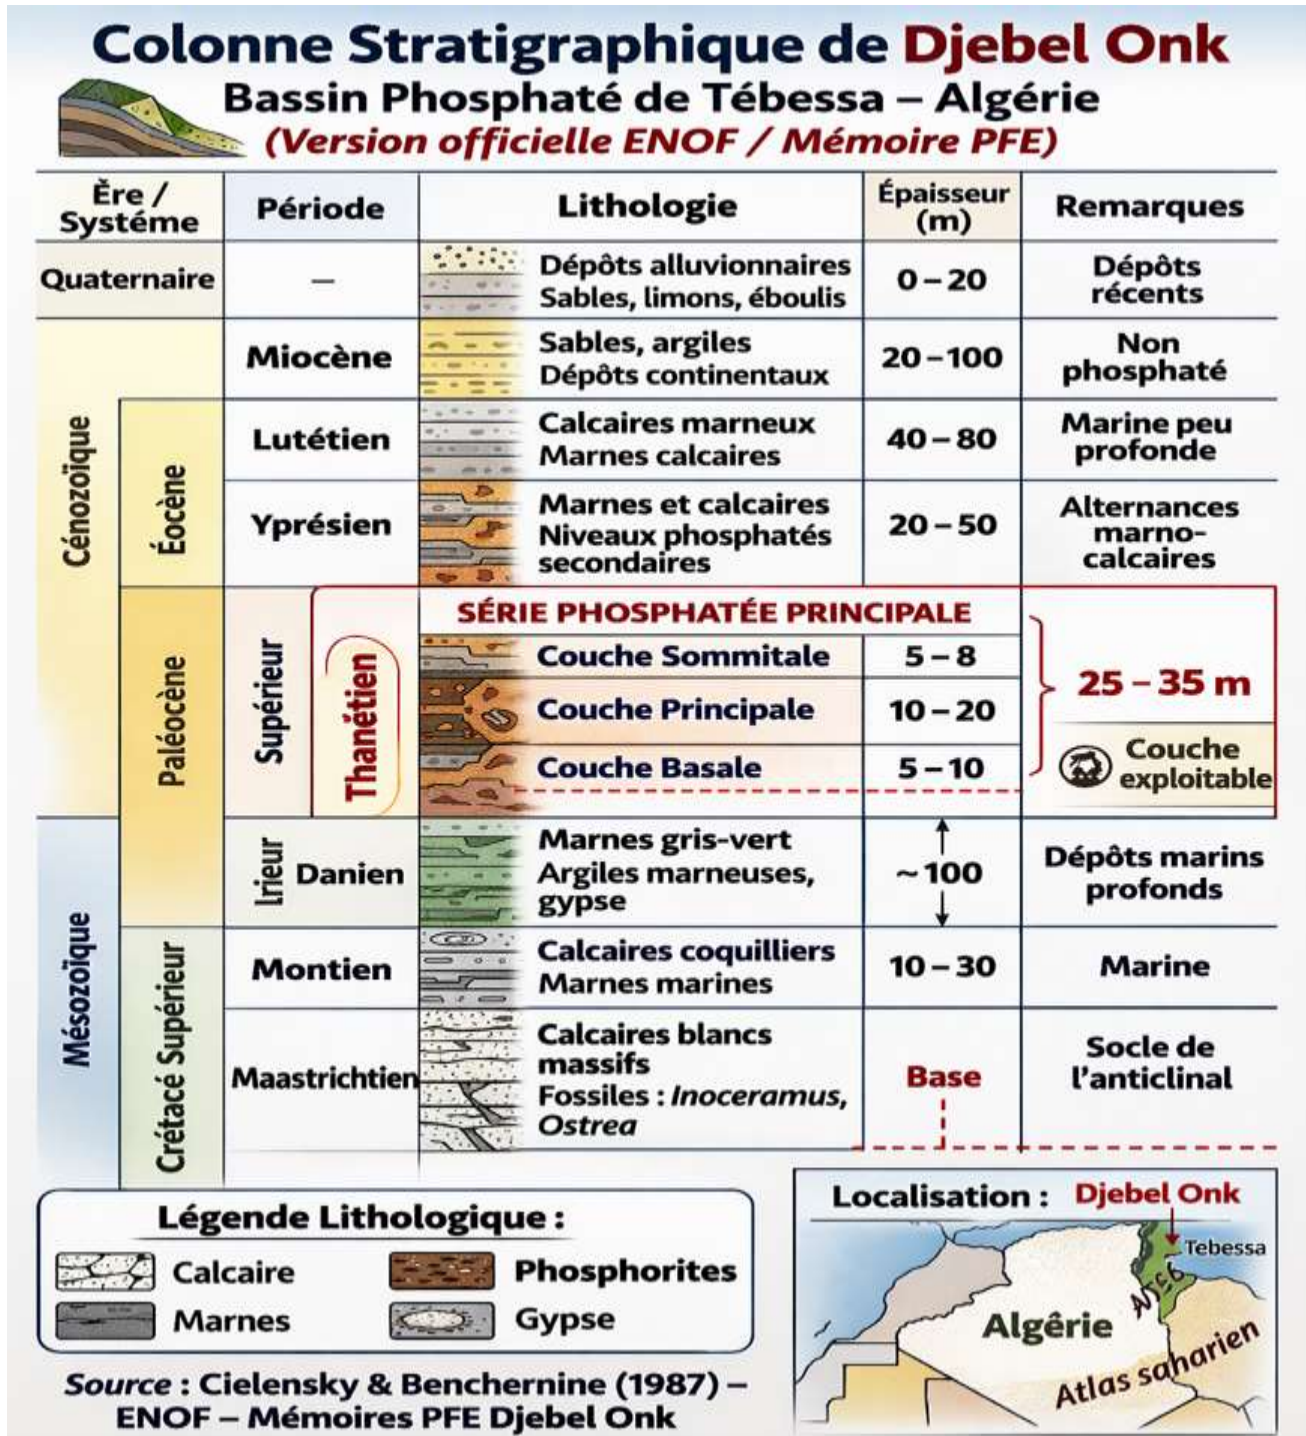 Colonne Stratigraphique de Djebel Onk
Bassin Phosphaté de Tébessa – Algérie
(Version officielle ENOF / Mémoire PFE)
Ěre /
Systéme
Période
Lithologie
Épaisseur
(m)
Remarques
Quaternaire
—
Dépôts alluvionnaires
Sables, limons, éboulis
0 – 20
Dépôts
récents
Cénozoïque
Miocène
Sables, argiles
Dépôts continentaux
20 –100
Non
phosphaté
Éocène
Lutétien
Calcaires marneux
Marnes calcaires
40 – 80
Marine peu
profonde
Yprésien
Marnes et calcaires
Niveaux phosphatés
secondaires
20 – 50
Alternances
marno-
calcaires
Paléocène
Supérieur
Thanétien
SÉRIE PHOSPHATÉE PRINCIPALE
Couche Sommitale
5 – 8
Couche Principale
10 – 20
Couche Basale
5 – 10
25 – 35 m
Couche
exploitable
Mésozoïque
Irieur
Danien
Marnes gris-vert
Argiles marneuses,
gypse
~ 100
Dépôts marins
profonds
Crétacé Supérieur
Montien
Calcaires coquilliers
Marnes marines
10 – 30
Marine
Maastrichtien
Calcaires blancs
massifs
Fossiles : Inoceramus,
Ostrea
Base
Socle de
l'anticlinal
Légende Lithologique :
Calcaire
Phosphorites
Marnes
Gypse
Source : Cielensky & Benchernine (1987) –
ENOF – Mémoires PFE Djebel Onk
Localisation : Djebel Onk
Tebessa
Algêrie
Atlas saharien